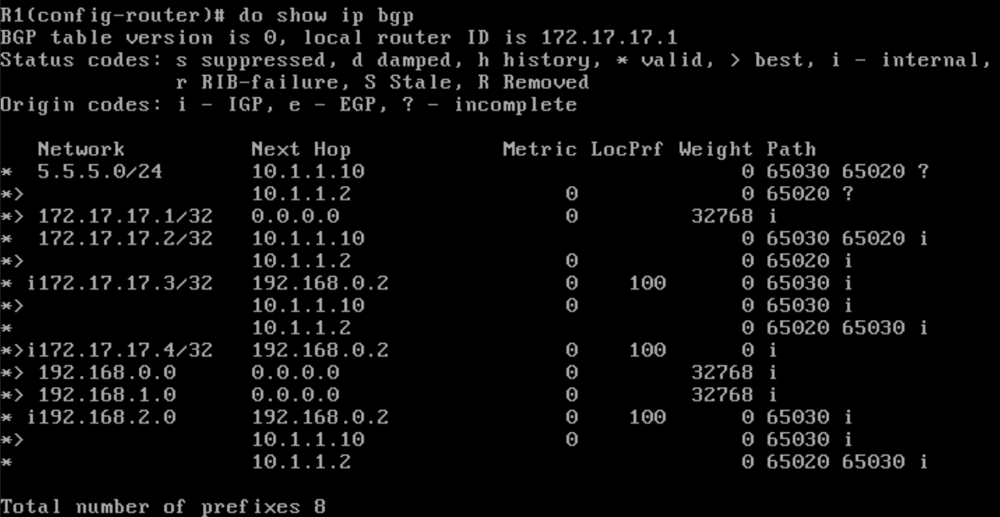 R1(config-router)# do show ip bgp
BGP table version is 0, local router ID is 172.17.17.1
Status codes: s suppressed, d damped, h history, * valid, > best, i - internal,
              r RIB-failure, S Stale, R Removed
Origin codes: i - IGP, e - EGP, ? - incomplete

   Network          Next Hop            Metric LocPrf Weight Path
*  5.5.5.0/24       10.1.1.10                              0 65030 65020 ?
*>                  10.1.1.2                 0             0 65020 ?
*> 172.17.17.1/32   0.0.0.0                  0         32768 i
*  172.17.17.2/32   10.1.1.10                              0 65030 65020 i
*>                  10.1.1.2                 0             0 65020 i
* i172.17.17.3/32   192.168.0.2              0    100      0 65030 i
*>                  10.1.1.10                0             0 65030 i
*                   10.1.1.2                               0 65020 65030 i
*>i172.17.17.4/32   192.168.0.2              0    100      0 i
*> 192.168.0.0      0.0.0.0                  0         32768 i
*> 192.168.1.0      0.0.0.0                  0         32768 i
* i192.168.2.0      192.168.0.2              0    100      0 65030 i
*>                  10.1.1.10                0             0 65030 i
*                   10.1.1.2                               0 65020 65030 i

Total number of prefixes 8